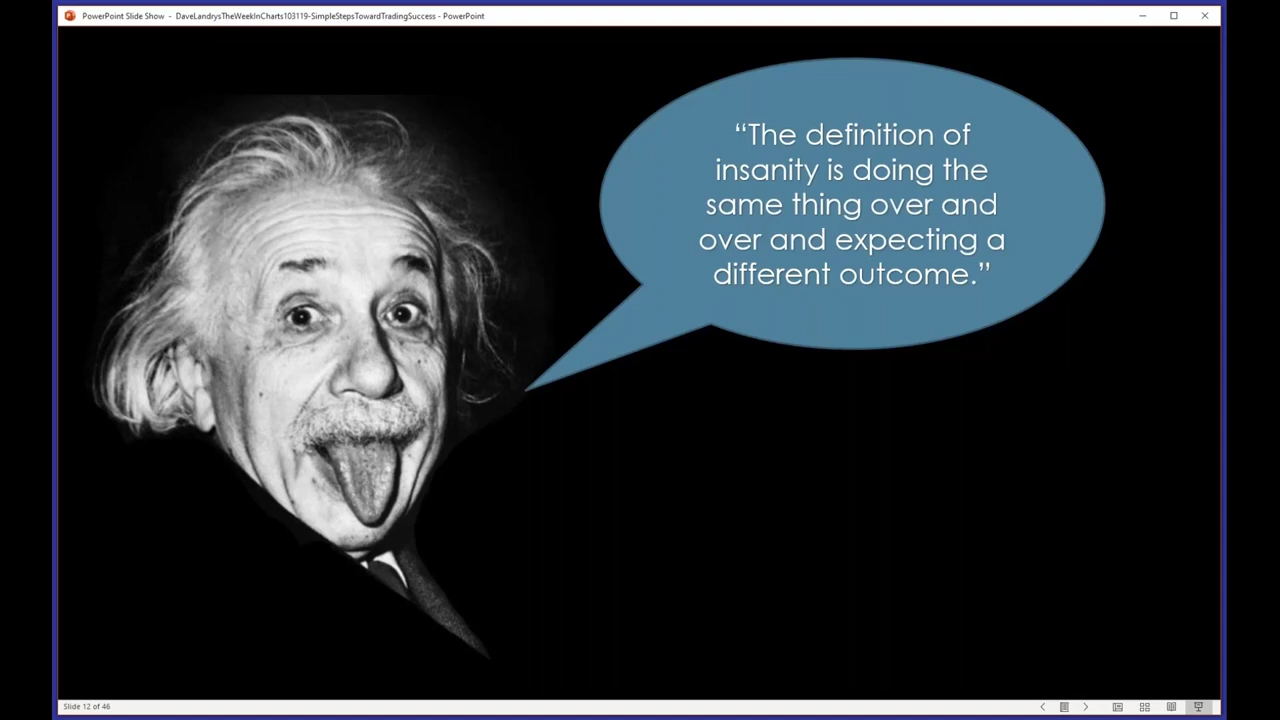 PowerPoint Slide Show - DaveLandrysTheWeekInCharts103119-SimpleStepsTowardTradingSuccess - PowerPoint
“The definition of
insanity is doing the
same thing over and
over and expecting a
different outcome.”
Slide 12 of 46